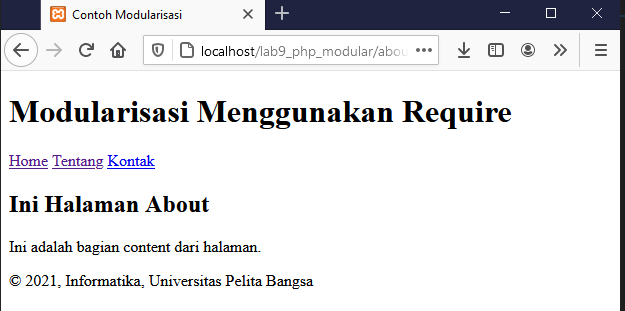 Contoh Modularisasi
localhost/lab9_php_modular/abou
Modularisasi Menggunakan Require
Home Tentang Kontak
Ini Halaman About
Ini adalah bagian content dari halaman.
© 2021, Informatika, Universitas Pelita Bangsa